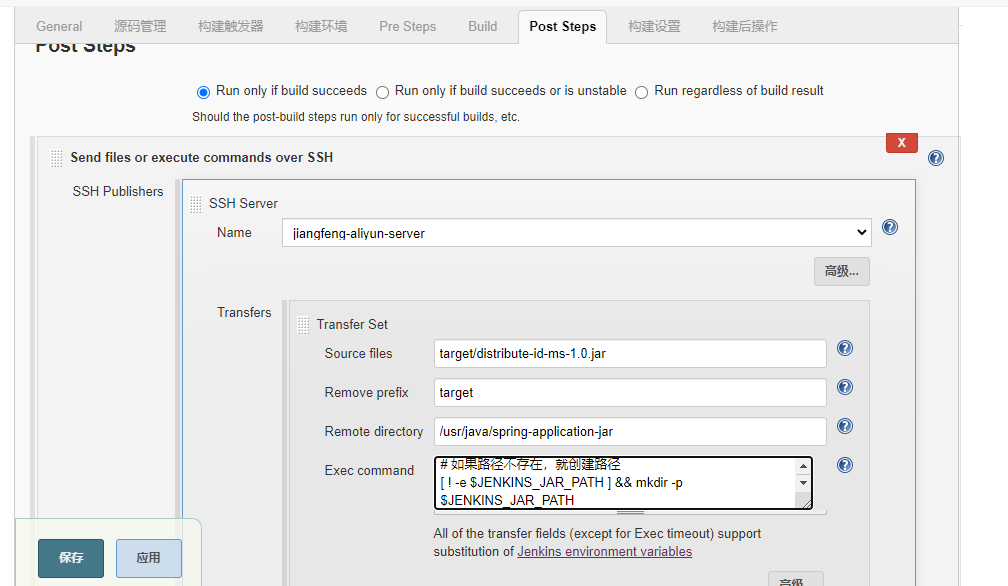 General 源码管理 构建触发器 构建环境 Pre Steps Build Post Steps 构建设置 构建后操作
Post Steps
Run only if build succeeds Run only if build succeeds or is unstable Run regardless of build result
Should the post-build steps run only for successful builds, etc.
X
Send files or execute commands over SSH
SSH Publishers
SSH Server
Name jiangfeng-aliyun-server
高级...
Transfers
Transfer Set
Source files target/distribute-id-ms-1.0.jar
Remove prefix target
Remote directory /usr/java/spring-application-jar
Exec command # 如果路径不存在，就创建路径
[ ! -e $JENKINS_JAR_PATH ] && mkdir -p
$JENKINS_JAR_PATH
All of the transfer fields (except for Exec timeout) support
substitution of Jenkins environment variables
保存 应用
高级...